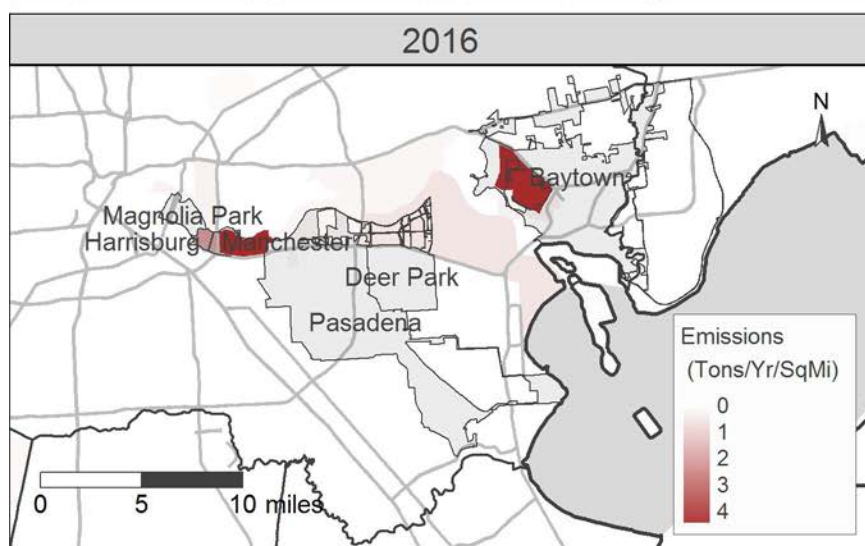 2016
N
Baytown
Magnolia Park
Harrisburg / Manchester
Deer Park
Pasadena
Emissions
(Tons/Yr/SqMi)
0
1
2
3
4
0 5 10 miles